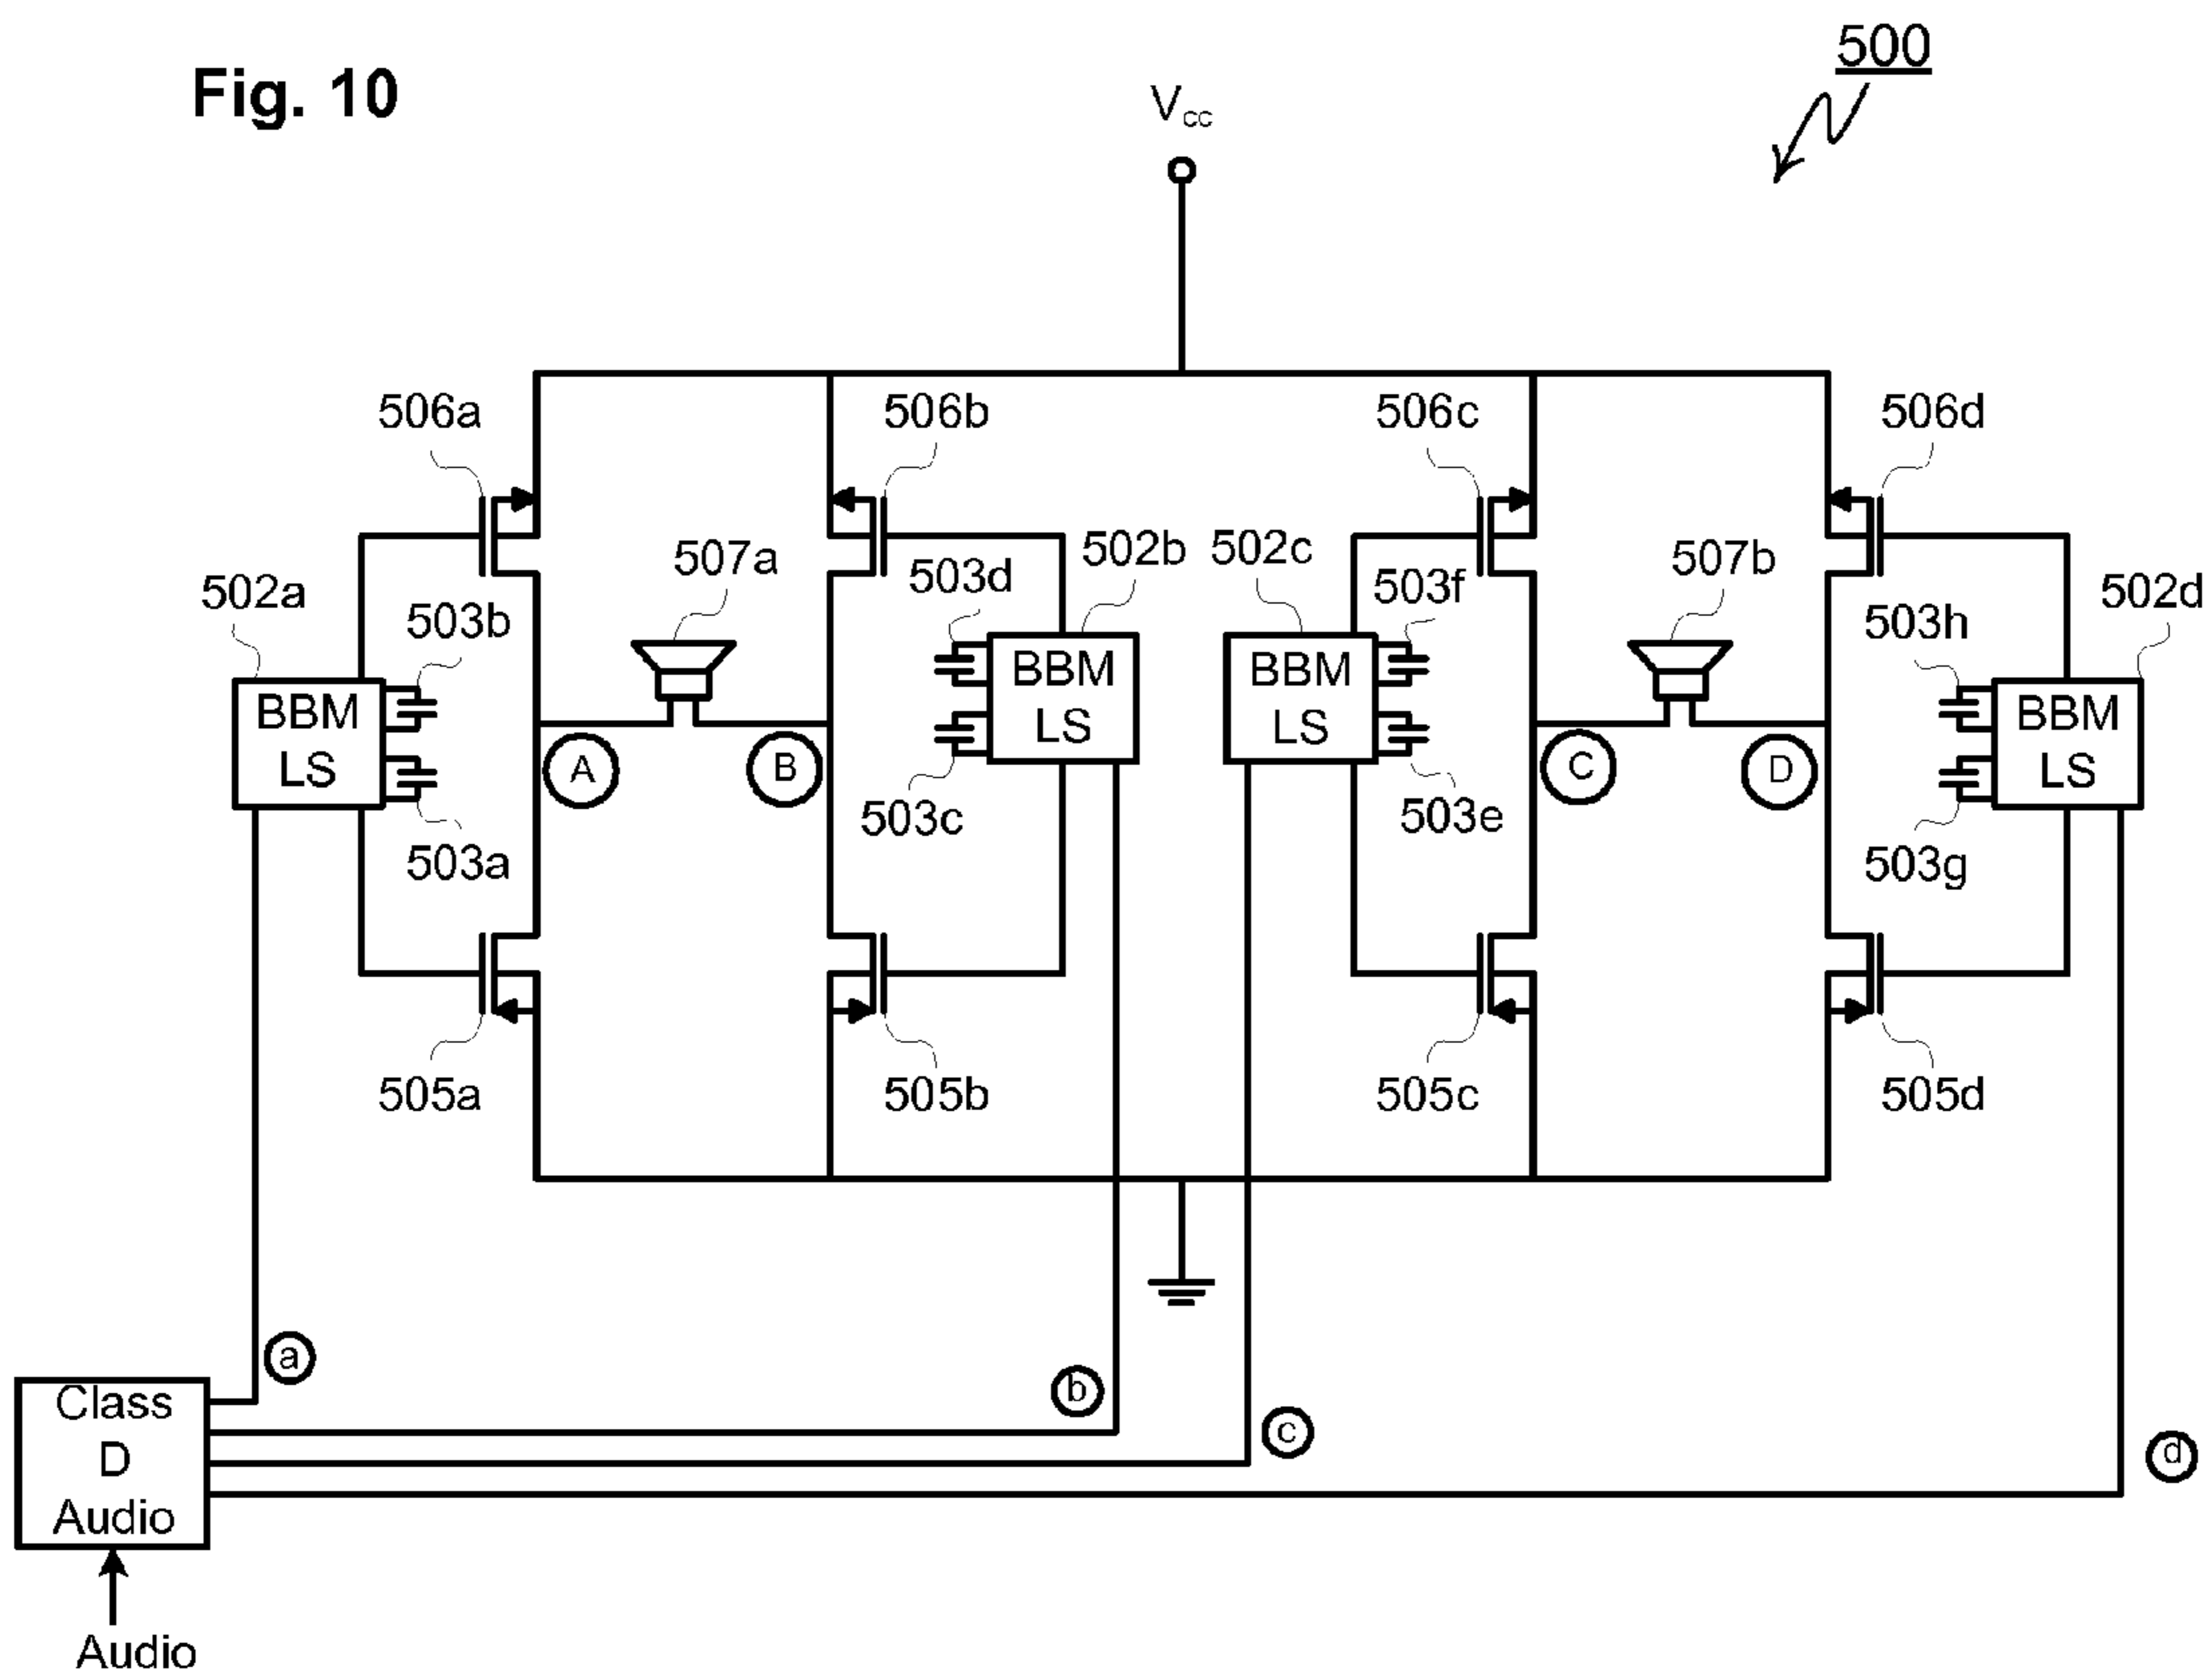 Fig. 10
500
Vcc
506a
506b
506c
506d
502a
503b
507a
503d
502b
502c
503f
507b
503h
502d
BBM
LS
BBM
LS
BBM
LS
BBM
LS
A
B
C
D
503a
503c
503e
503g
505a
505b
505c
505d
a
b
c
d
Class
D
Audio
Audio